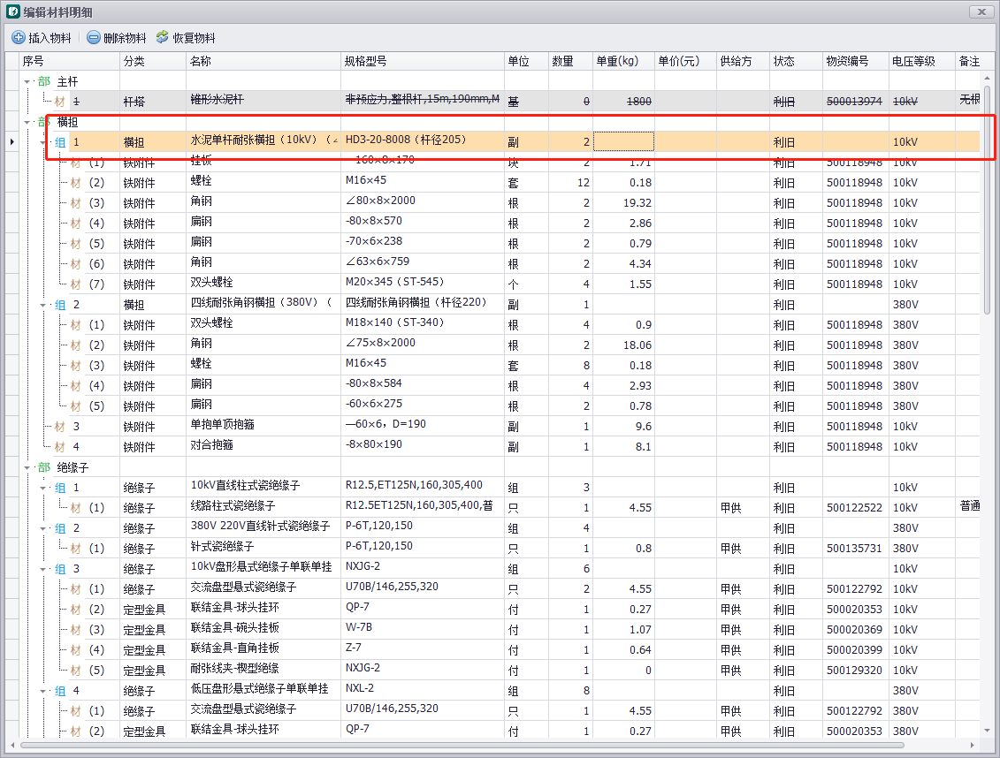 编辑材料明细
插入物料 删除物料 恢复物料
序号 分类 名称 规格型号 单位 数量 单重(kg) 单价(元) 供给方 状态 物资编号 电压等级 备注
部 主杆
材 1 杆塔 锥形水泥杆 非预应力,整根杆,15m,190mm,M 基 0 1800 利旧 500013974 10kV 无根
部 横担
组 1 横担 水泥单杆耐张横担（10kV）（∠ HD3-20-8008（杆径205） 副 2 利旧 10kV
材 (1) 铁附件 挂板 -160×8×170 块 2 1.71 利旧 500118948 10kV
材 (2) 铁附件 螺栓 M16×45 套 12 0.18 利旧 500118948 10kV
材 (3) 铁附件 角钢 ∠80×8×2000 根 2 19.32 利旧 500118948 10kV
材 (4) 铁附件 扁钢 -80×8×570 根 2 2.86 利旧 500118948 10kV
材 (5) 铁附件 扁钢 -70×6×238 根 2 0.79 利旧 500118948 10kV
材 (6) 铁附件 角钢 ∠63×6×759 根 2 4.34 利旧 500118948 10kV
材 (7) 铁附件 双头螺栓 M20×345（ST-545） 个 4 1.55 利旧 500118948 10kV
组 2 横担 四线耐张角钢横担（380V）（ 四线耐张角钢横担（杆径220） 副 1 利旧 380V
材 (1) 铁附件 双头螺栓 M18×140（ST-340） 根 4 0.9 利旧 500118948 380V
材 (2) 铁附件 角钢 ∠75×8×2000 根 2 18.06 利旧 500118948 380V
材 (3) 铁附件 螺栓 M16×45 套 8 0.18 利旧 500118948 380V
材 (4) 铁附件 扁钢 -80×8×584 根 4 2.93 利旧 500118948 380V
材 (5) 铁附件 扁钢 -60×6×275 根 2 0.78 利旧 500118948 380V
材 3 铁附件 单抱单顶抱箍 —60×6，D=190 副 1 9.6 利旧 500118948 10kV
材 4 铁附件 对合抱箍 -8×80×190 副 1 8.1 利旧 500118948 10kV
部 绝缘子
组 1 绝缘子 10kV直线柱式瓷绝缘子 R12.5,ET125N,160,305,400 组 3 利旧 10kV
材 (1) 绝缘子 线路柱式瓷绝缘子 R12.5ET125N,160,305,400,普 只 1 4.55 甲供 利旧 500122522 10kV 普通
组 2 绝缘子 380V 220V直线针式瓷绝缘子 P-6T,120,150 组 4 利旧 380V
材 (1) 绝缘子 针式瓷绝缘子 P-6T,120,150 只 1 0.8 甲供 利旧 500135731 380V
组 3 绝缘子 10kV盘形悬式绝缘子单联单挂 NXJG-2 组 6 利旧 10kV
材 (1) 绝缘子 交流盘型悬式瓷绝缘子 U70B/146,255,320 只 2 4.55 甲供 利旧 500122792 10kV
材 (2) 定型金具 联结金具-球头挂环 QP-7 付 1 0.27 甲供 利旧 500020353 10kV
材 (3) 定型金具 联结金具-碗头挂板 W-7B 付 1 1.07 甲供 利旧 500020369 10kV
材 (4) 定型金具 联结金具-直角挂板 Z-7 付 1 0.64 甲供 利旧 500020399 10kV
材 (5) 定型金具 耐张线夹-楔型绝缘 NXJG-2 付 1 0 甲供 利旧 500129320 10kV
组 4 绝缘子 低压盘形悬式绝缘子单联单挂 NXL-2 组 8 利旧 380V
材 (1) 绝缘子 交流盘型悬式瓷绝缘子 U70B/146,255,320 只 1 4.55 甲供 利旧 500122792 380V
材 (2) 定型金具 联结金具-球头挂环 QP-7 付 1 0.27 甲供 利旧 500020353 380V